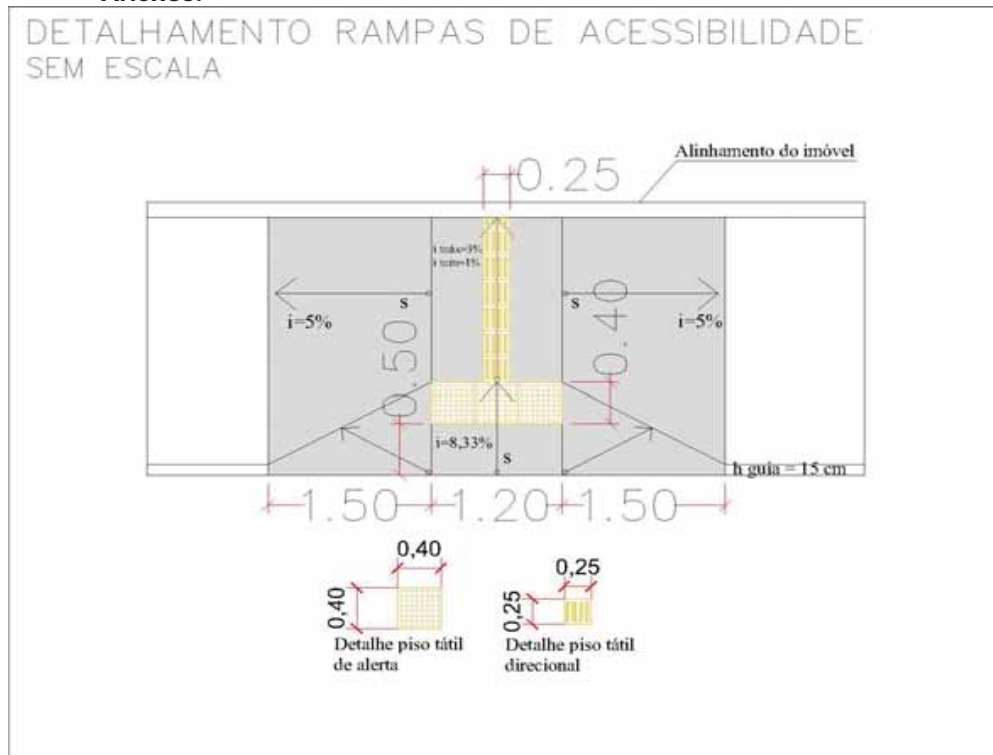 DETALHAMENTO RAMPAS DE ACESSIBILIDADE
SEM ESCALA
Alinhamento do imóvel
0.25
s
s
i=5%
i=5%
0.50
0.40
i=8,33%
s
h guia = 15 cm
1.50
1.20
1.50
0,40
0,40
Detalhe piso tátil
de alerta
0,25
0,25
Detalhe piso tátil
direcional